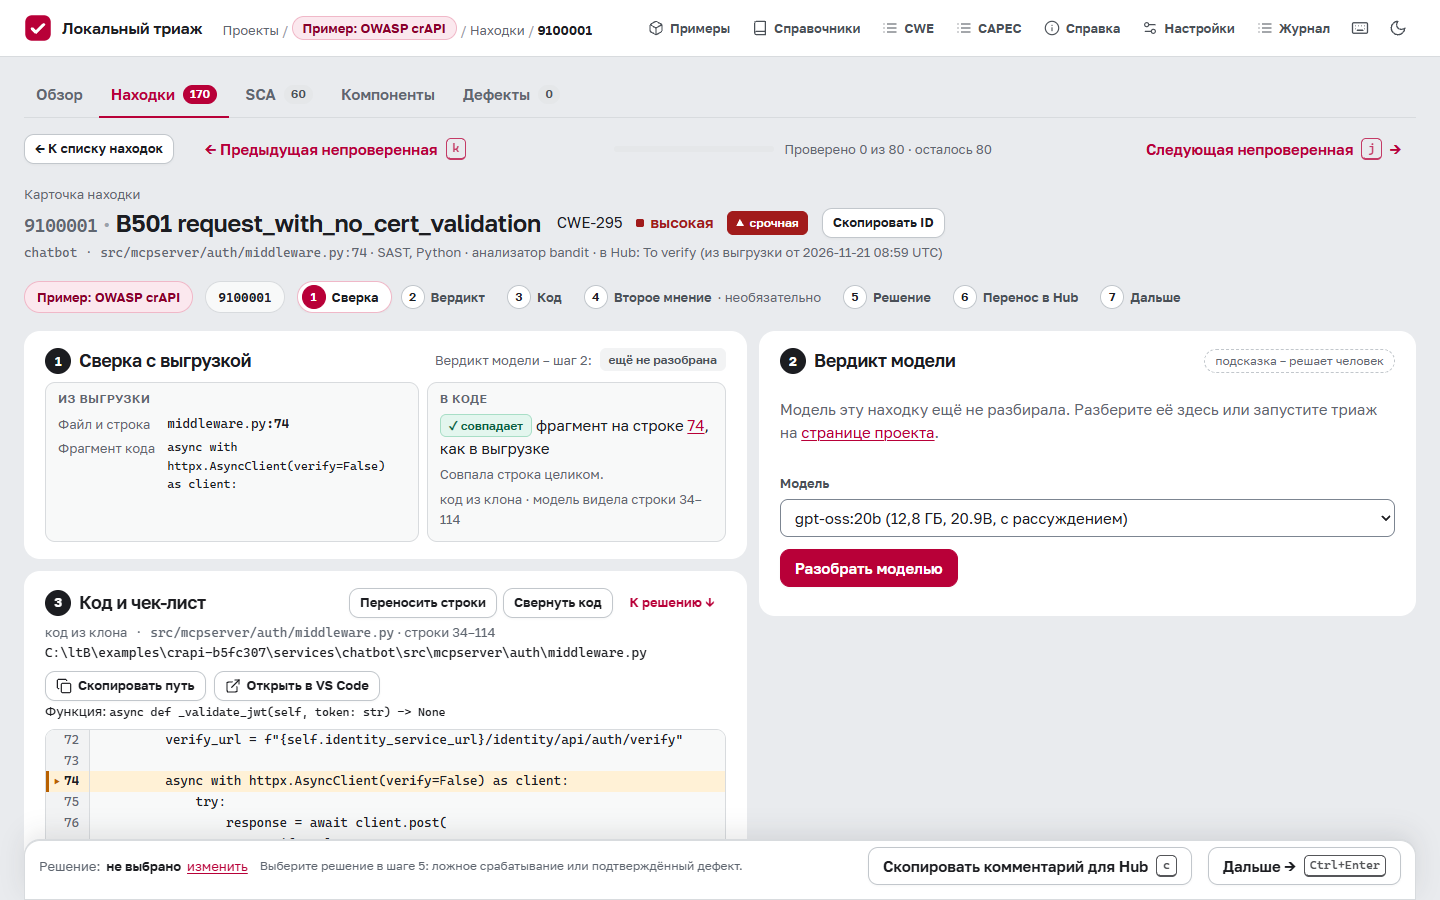 Локальный триаж
Проекты / Пример: OWASP crAPI / Находки / 9100001
Примеры
Справочники
CWE
CAPEC
Справка
Настройки
Журнал
Обзор
Находки 170
SCA 60
Компоненты
Дефекты 0
← К списку находок
← Предыдущая непроверенная k
Проверено 0 из 80 · осталось 80
Следующая непроверенная j →
Карточка находки
9100001 • B501 request_with_no_cert_validation CWE-295 высокая ▲ срочная Скопировать ID
chatbot · src/mcpserver/auth/middleware.py:74 · SAST, Python · анализатор bandit · в Hub: To verify (из выгрузки от 2026-11-21 08:59 UTC)
Пример: OWASP crAPI 9100001 1 Сверка 2 Вердикт 3 Код 4 Второе мнение · необязательно 5 Решение 6 Перенос в Hub 7 Дальше
1 Сверка с выгрузкой
Вердикт модели – шаг 2: ещё не разобрана
ИЗ ВЫГРУЗКИ
Файл и строка middleware.py:74
Фрагмент кода async with
httpx.AsyncClient(verify=False)
as client:
В КОДЕ
✓ совпадает фрагмент на строке 74,
как в выгрузке
Совпала строка целиком.
код из клона · модель видела строки 34–
114
2 Вердикт модели
подсказка – решает человек
Модель эту находку ещё не разбирала. Разберите её здесь или запустите триаж
на странице проекта.
Модель
gpt-oss:20b (12,8 ГБ, 20.9B, с рассуждением)
Разобрать моделью
3 Код и чек-лист
Переносить строки
Свернуть код
К решению ↓
код из клона · src/mcpserver/auth/middleware.py · строки 34–114
C:\ltB\examples\crapi-b5fc307\services\chatbot\src\mcpserver\auth\middleware.py
Скопировать путь
Открыть в VS Code
Функция: async def _validate_jwt(self, token: str) -> None
72 verify_url = f"{self.identity_service_url}/identity/api/auth/verify"
73
▸ 74 async with httpx.AsyncClient(verify=False) as client:
75 try:
76 response = await client.post(
Решение: не выбрано изменить Выберите решение в шаге 5: ложное срабатывание или подтверждённый дефект.
Скопировать комментарий для Hub c
Дальше → Ctrl+Enter